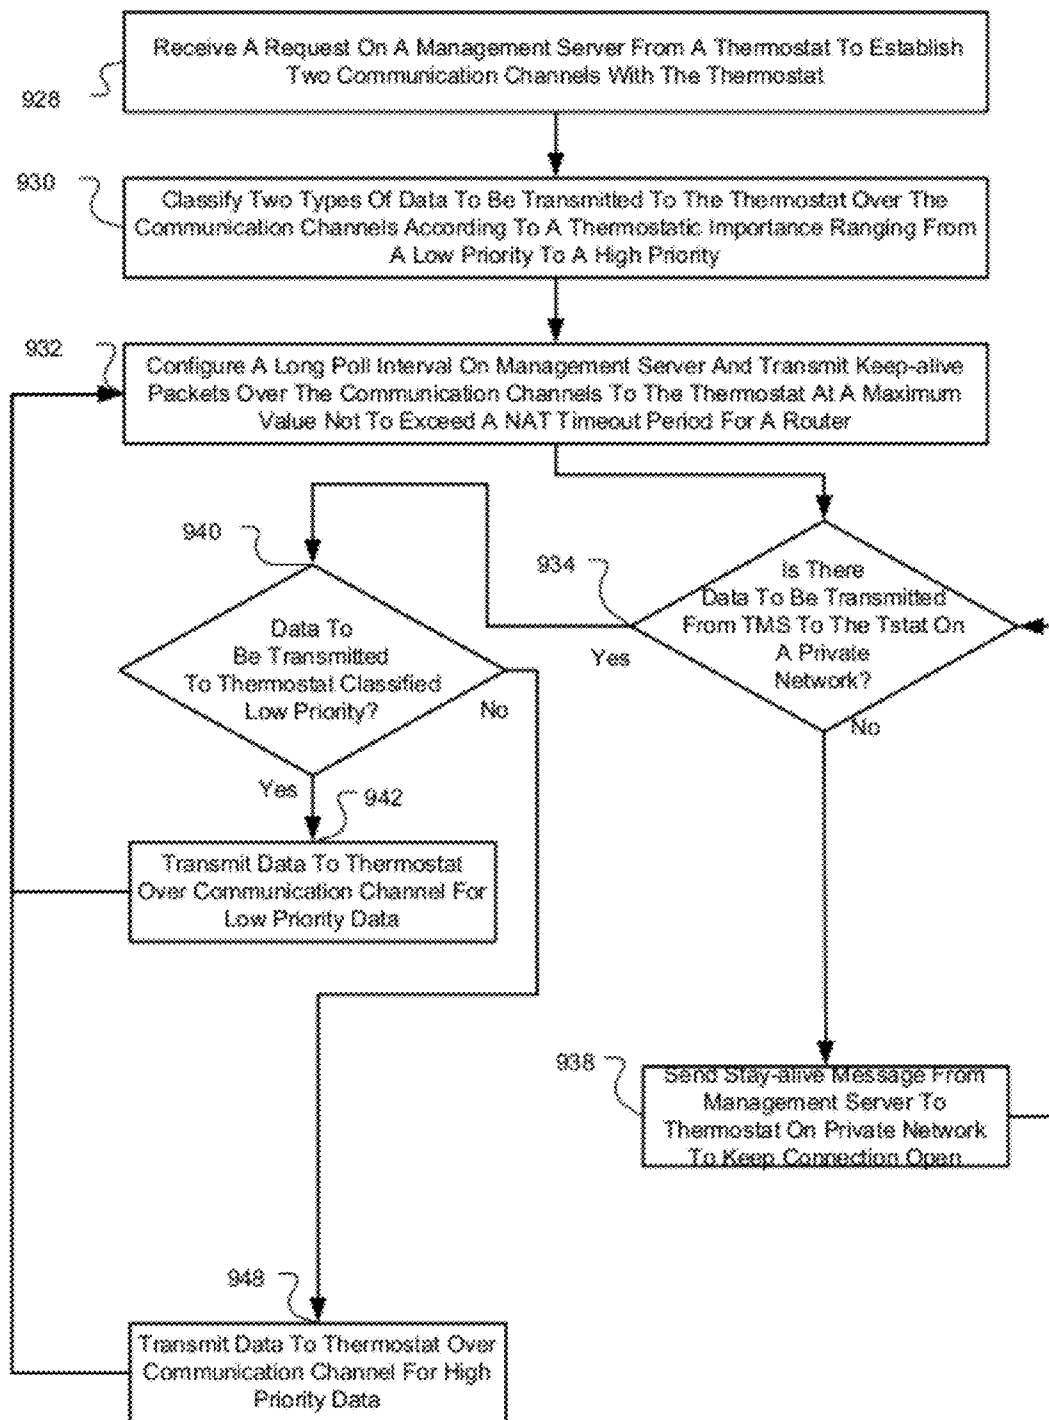 Receive A Request On A Management Server From A Thermostat To Establish
Two Communication Channels With The Thermostat
928
930
Classify Two Types Of Data To Be Transmitted To The Thermostat Over The
Communication Channels According To A Thermostatic Importance Ranging From
A Low Priority To A High Priority
932
Configure A Long Poll Interval On Management Server And Transmit Keep-alive
Packets Over The Communication Channels To The Thermostat At A Maximum
Value Not To Exceed A NAT Timeout Period For A Router
940
934
Is There
Data To Be Transmitted
From TMS To The Tstat On
A Private
Network?
Yes
No
Data To
Be Transmitted
To Thermostat Classified
Low Priority?
No
Yes
942
Transmit Data To Thermostat
Over Communication Channel For
Low Priority Data
938
Send Stay-alive Message From
Management Server To
Thermostat On Private Network
To Keep Connection Open
948
Transmit Data To Thermostat Over
Communication Channel For High
Priority Data